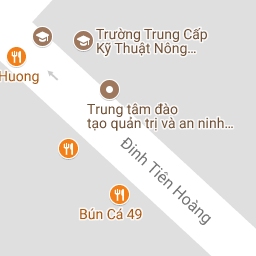 Trường Trung Cấp
Kỹ Thuật Nông...
Huong
Trung tâm đào
tạo quản trị và an ninh...
Đinh Tiên Hoàng
Bún Cá 49